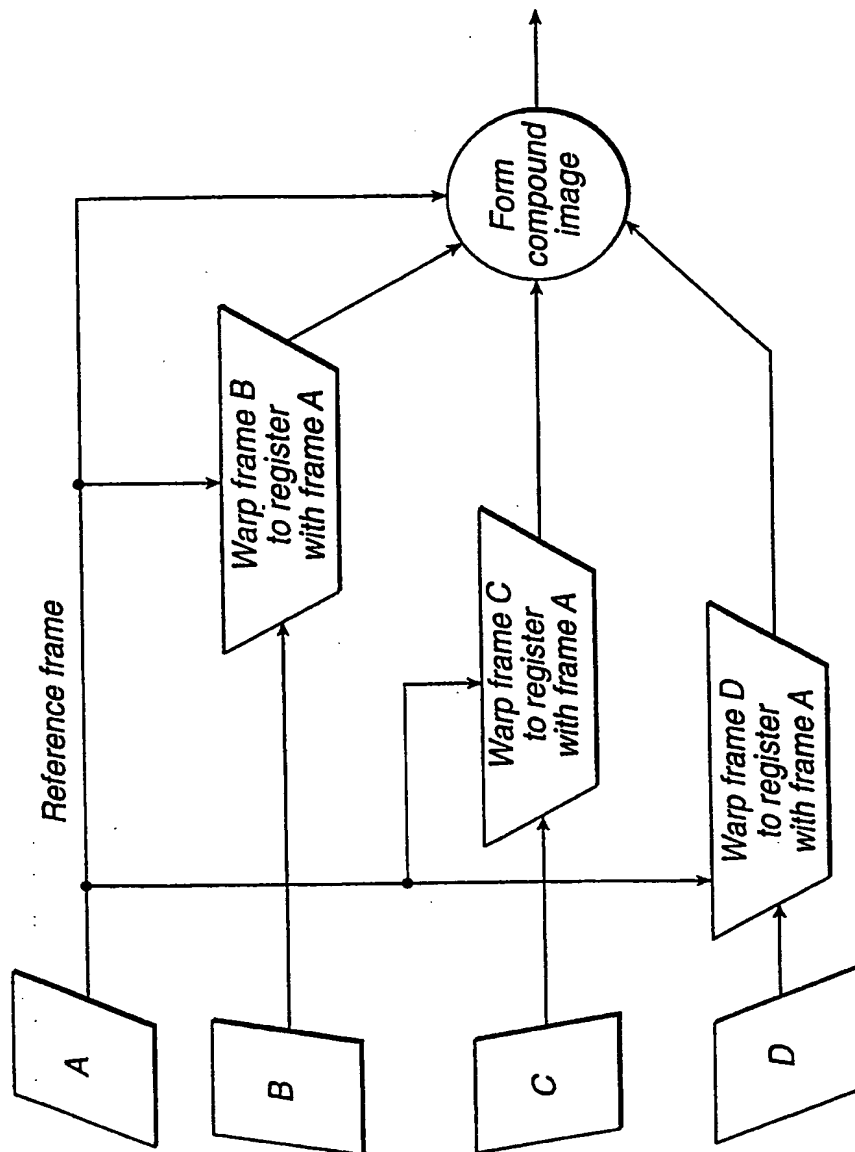 A
Reference frame
B
Warp frame B
to register
with frame A
C
Warp frame C
to register
with frame A
D
Warp frame D
to register
with frame A
Form
compound
image